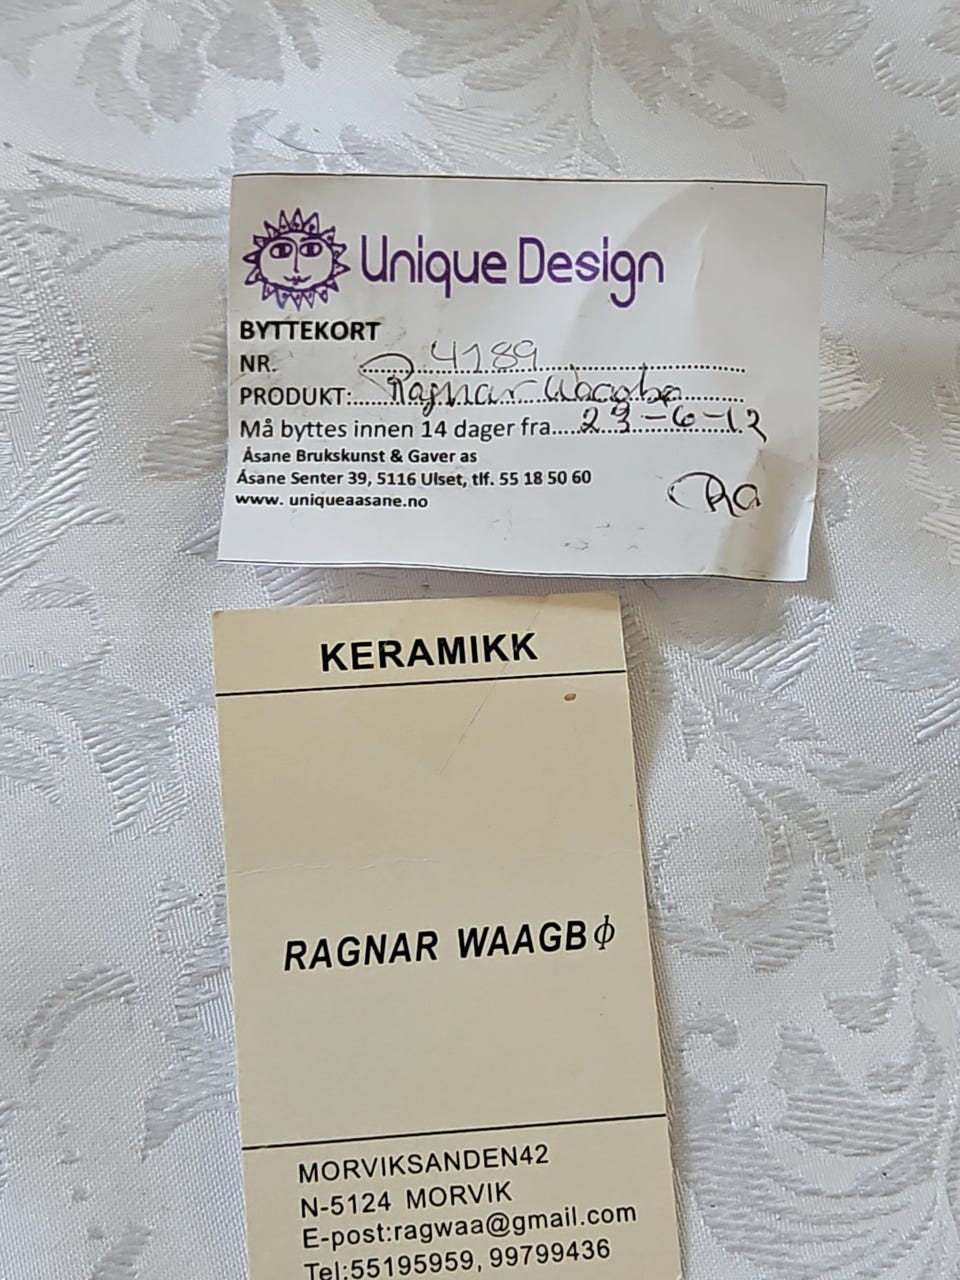 Unique Design
BYTTEKORT
NR. 4189
PRODUKT:.....Ragnar Waagbø
Må byttes innen 14 dager fra.....23-6-12
Åsane Brukskunst & Gaver as
Åsane Senter 39, 5116 Ulset, tlf. 55 18 50 60
www. uniqueaasane.no
KERAMIKK
RAGNAR WAAGBϕ
MORVIKSANDEN42
N-5124 MORVIK
E-post:ragwaa@gmail.com
Tel:55195959, 99799436